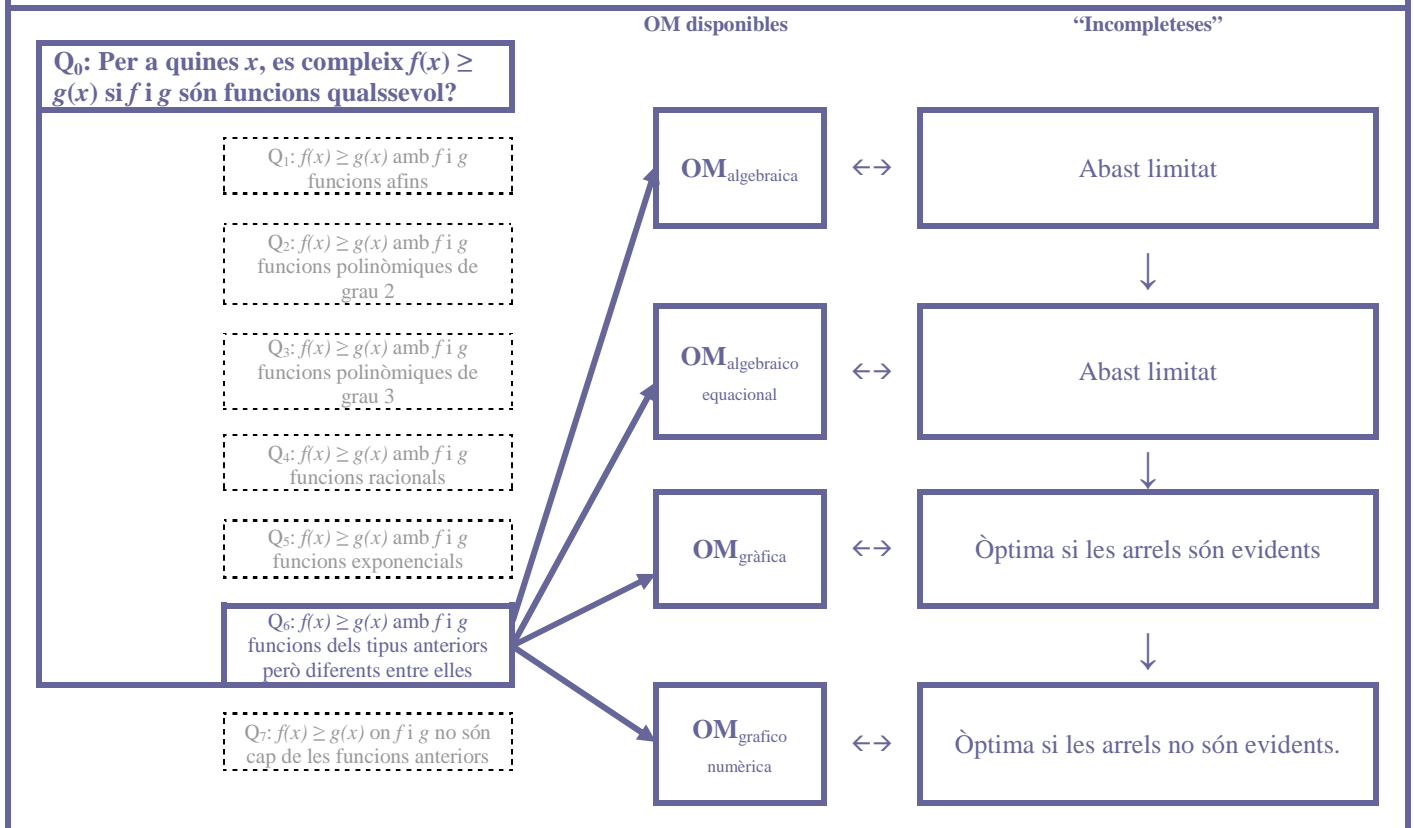 OM disponibles
“Incompleteses”
Q0: Per a quines x, es compleix f(x) ≥
g(x) si f i g són funcions qualssevol?
Q1: f(x) ≥ g(x) amb f i g
funcions afins
Q2: f(x) ≥ g(x) amb f i g
funcions polinòmiques de
grau 2
Q3: f(x) ≥ g(x) amb f i g
funcions polinòmiques de
grau 3
Q4: f(x) ≥ g(x) amb f i g
funcions racionals
Q5: f(x) ≥ g(x) amb f i g
funcions exponencials
Q6: f(x) ≥ g(x) amb f i g
funcions dels tipus anteriors
però diferents entre elles
Q7: f(x) ≥ g(x) on f i g no són
cap de les funcions anteriors
OMalgebraica
←→
Abast limitat
↓
OMalgebraico
equacional
←→
Abast limitat
↓
OMgràfica
←→
Òptima si les arrels són evidents
↓
OMgrafico
numèrica
←→
Òptima si les arrels no són evidents.